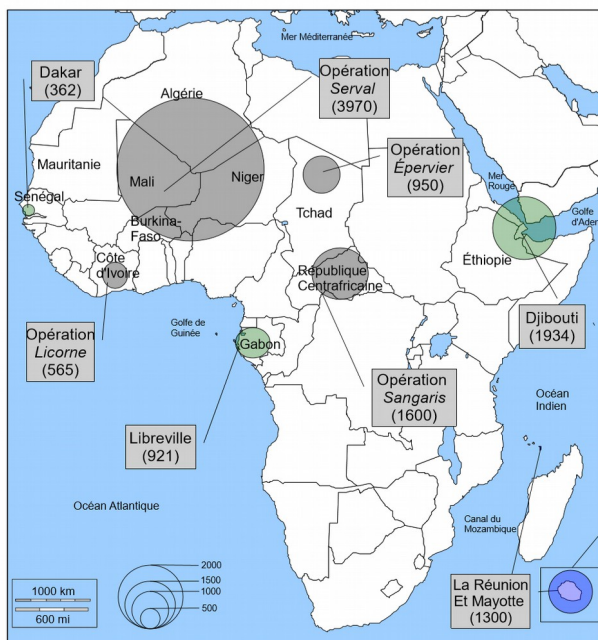 Mer Méditerranée
Dakar
(362)
Opération
Serval
(3970)
Algérie
Opération
Épervier
(950)
Mauritanie
Mali
Niger
Mer
Rouge
Sénégal
Tchad
Golfe
d'Aden
Burkina-
Faso
Éthiopie
Côte
d'Ivoire
République
Centrafricaine
Djibouti
(1934)
Opération
Licorne
(565)
Golfe de
Guinée
Gabon
Opération
Sangaris
(1600)
Océan
Indien
Libreville
(921)
Océan Atlantique
Canal du
Mozambique
2000
1500
1000
500
1000 km
600 mi
La Réunion
Et Mayotte
(1300)